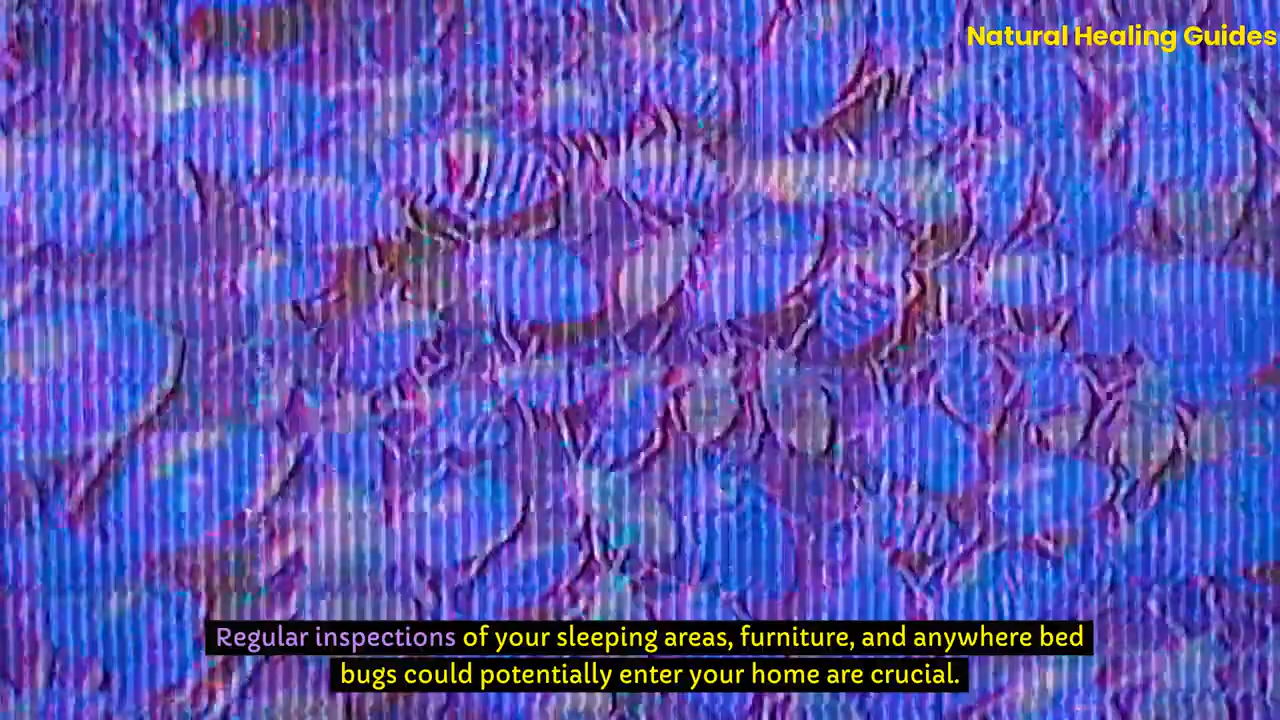 Natural Healing Guides
Regular inspections of your sleeping areas, furniture, and anywhere bed
bugs could potentially enter your home are crucial.